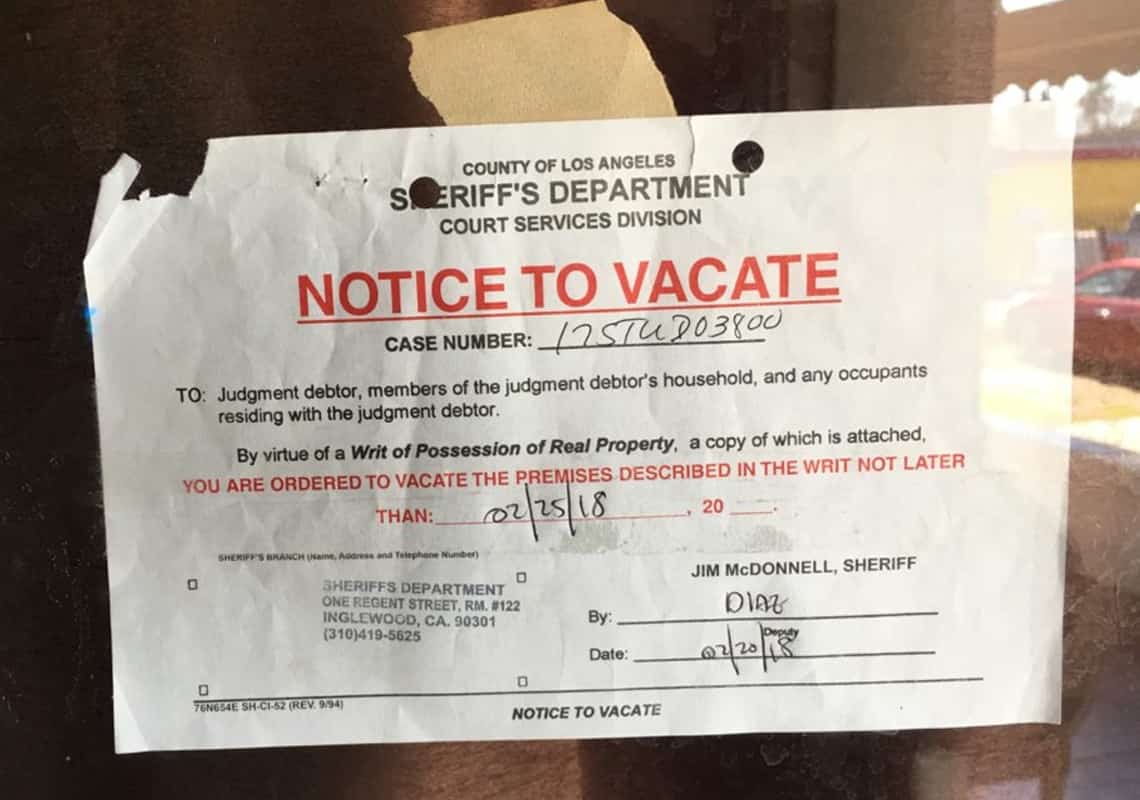 COUNTY OF LOS ANGELES
SHERIFF'S DEPARTMENT
COURT SERVICES DIVISION
NOTICE TO VACATE
CASE NUMBER: 17STUD03800
TO: Judgment debtor, members of the judgment debtor's household, and any occupants
residing with the judgment debtor.
By virtue of a Writ of Possession of Real Property, a copy of which is attached,
YOU ARE ORDERED TO VACATE THE PREMISES DESCRIBED IN THE WRIT NOT LATER
THAN: 02/25/18, 20 ____.
SHERIFF'S BRANCH (Name, Address and Telephone Number)
SHERIFFS DEPARTMENT
ONE REGENT STREET, RM. #122
INGLEWOOD, CA. 90301
(310)419-5625
JIM McDONNELL, SHERIFF
By: DIAZ
Deputy
Date: 02/20/18
76N654E SH-CI-52 (REV. 9/94)
NOTICE TO VACATE